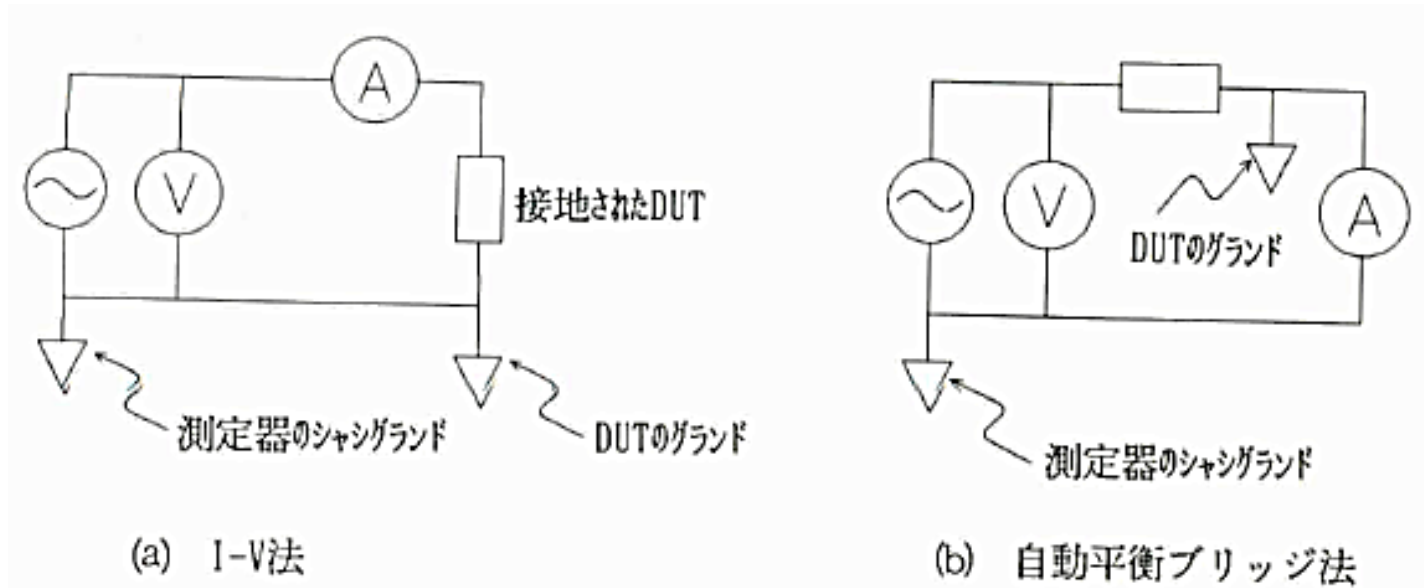 A
V
接地されたDUT
測定器のシャシグランド
DUTのグランド
(a) I-V法
V
A
DUTのグランド
測定器のシャシグランド
(b) 自動平衡ブリッジ法